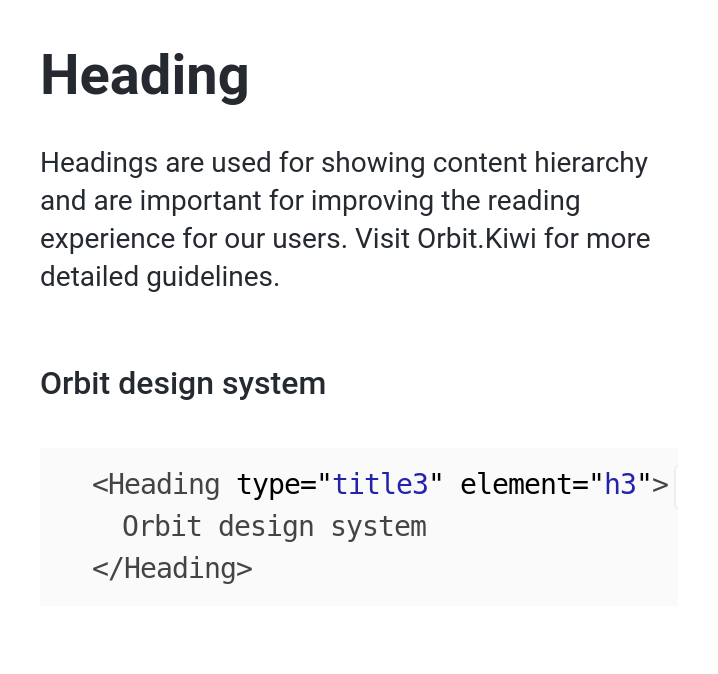 Heading
Headings are used for showing content hierarchy
and are important for improving the reading
experience for our users. Visit Orbit.Kiwi for more
detailed guidelines.
Orbit design system
<Heading type="title3" element="h3">
Orbit design system
</Heading>